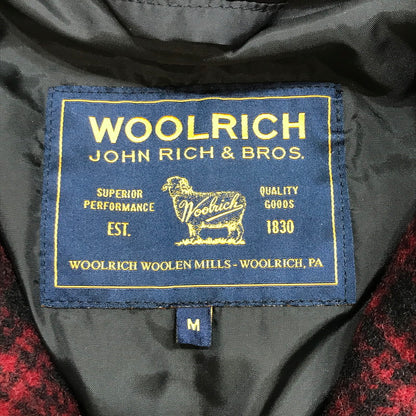 WOOLRICH
JOHN RICH & BROS.
SUPERIOR PERFORMANCE
EST.
Woolrich
QUALITY GOODS
1830
WOOLRICH WOOLEN MILLS - WOOLRICH, PA
M